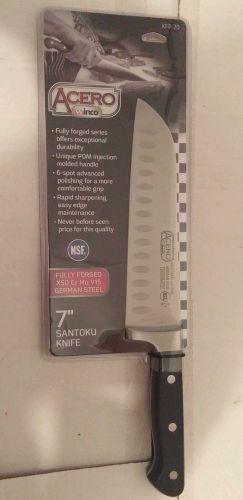 KFP-70
ACERO
Winco
• Fully forged series
offers exceptional
durability
• Unique POM injection
molded handle
• 6-spot advanced
polishing for a more
comfortable grip
• Rapid sharpening,
easy edge
maintenance
• Never before seen
price for this quality
NSF
FULLY FORGED
X50 Cr Mo V15
GERMAN STEEL
7"
SANTOKU
KNIFE
ACERO